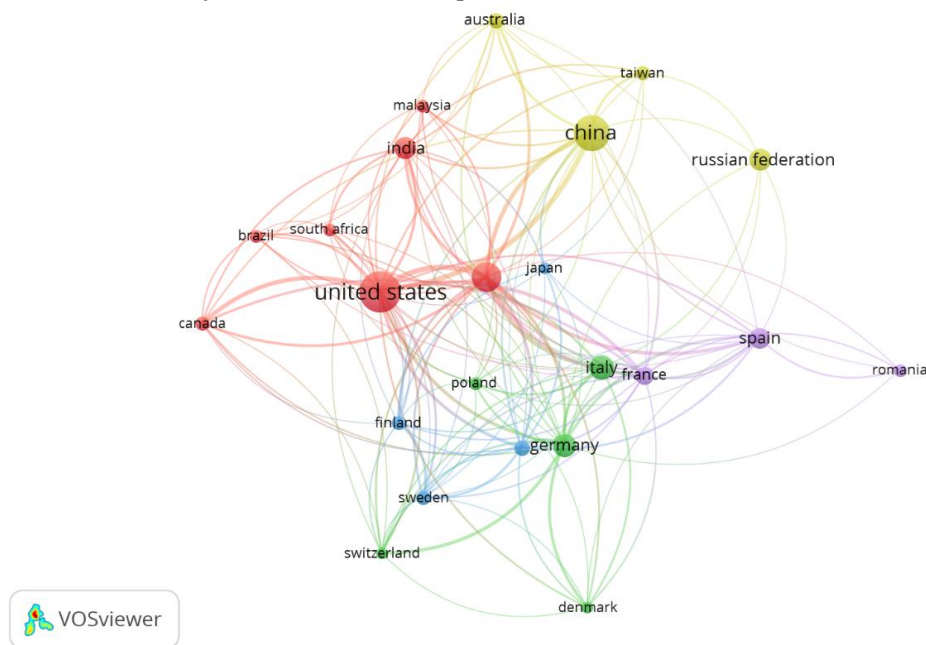 australia
taiwan
malaysia
china
india
russian federation
south africa
brazil
japan
united states
canada
spain
italy
france
romania
poland
finland
germany
sweden
switzerland
denmark
VOSviewer